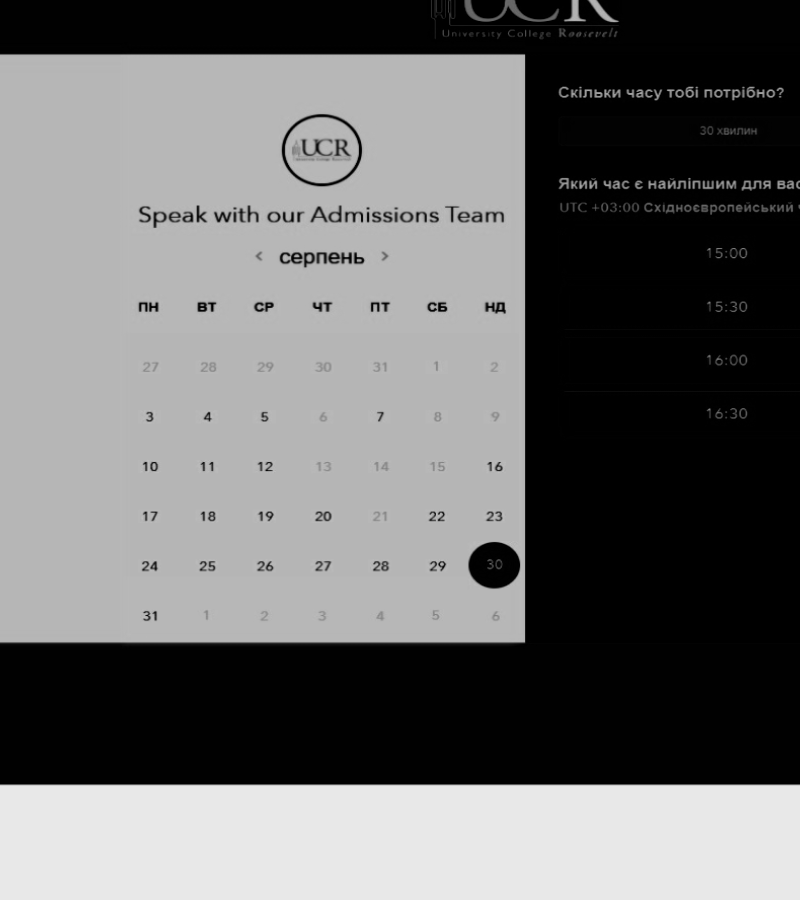 UCR
University College Roosevelt
UCR
Speak with our Admissions Team
< серпень >
ПН ВТ СР ЧТ ПТ СБ НД
27 28 29 30 31 1 2
3 4 5 6 7 8 9
10 11 12 13 14 15 16
17 18 19 20 21 22 23
24 25 26 27 28 29 30
31 1 2 3 4 5 6
Скільки часу тобі потрібно?
30 хвилин
Який час є найліпшим для вас
UTC +03:00 Східноєвропейський ч
15:00
15:30
16:00
16:30